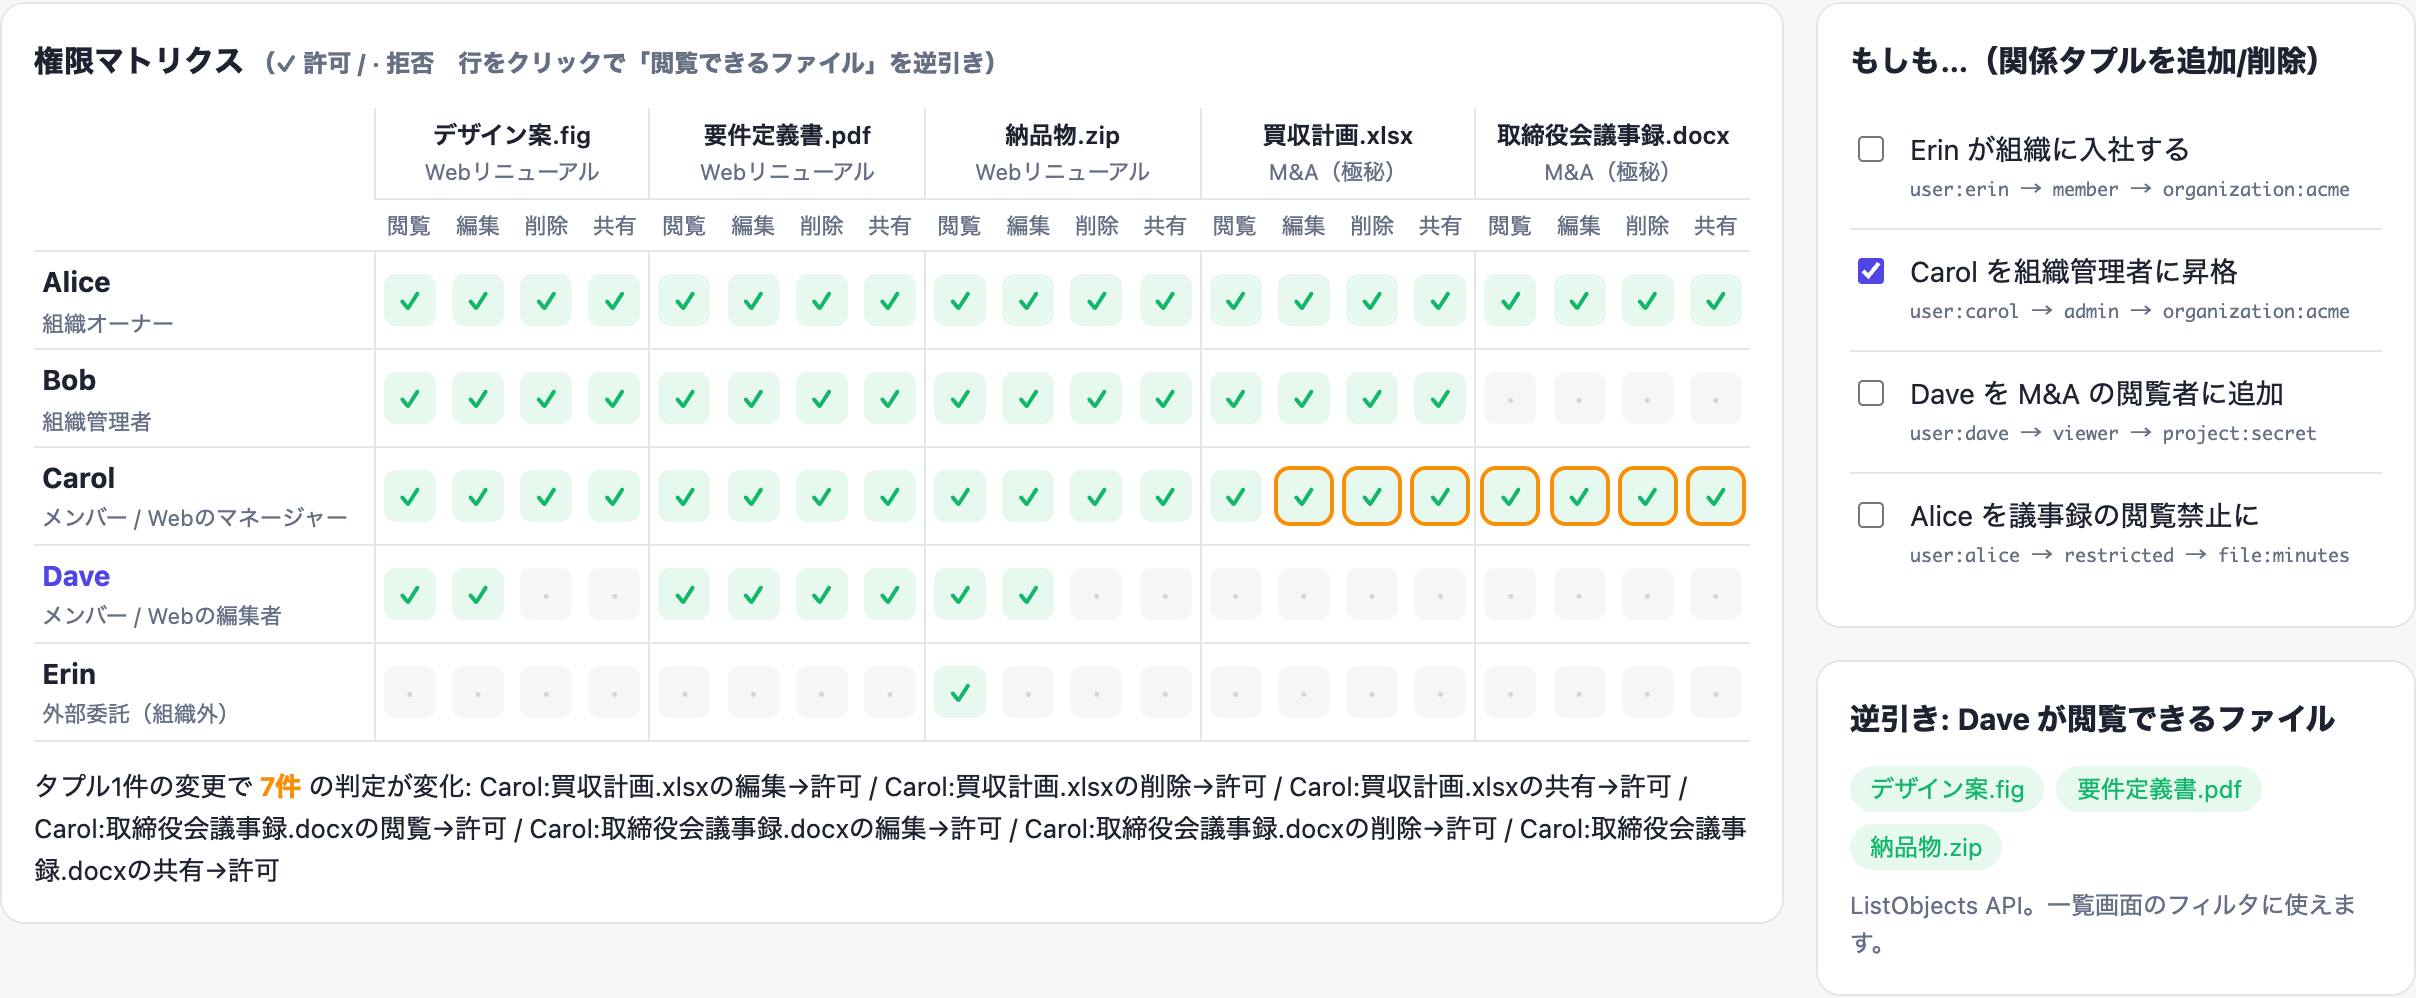 権限マトリクス （✓ 許可 / · 拒否　行をクリックで「閲覧できるファイル」を逆引き）
デザイン案.fig 要件定義書.pdf 納品物.zip 買収計画.xlsx 取締役会議事録.docx
Webリニューアル Webリニューアル Webリニューアル M&A（極秘） M&A（極秘）
閲覧 編集 削除 共有 閲覧 編集 削除 共有 閲覧 編集 削除 共有 閲覧 編集 削除 共有 閲覧 編集 削除 共有
Alice
組織オーナー
✓ ✓ ✓ ✓ ✓ ✓ ✓ ✓ ✓ ✓ ✓ ✓ ✓ ✓ ✓ ✓ ✓ ✓ ✓ ✓
Bob
組織管理者
✓ ✓ ✓ ✓ ✓ ✓ ✓ ✓ ✓ ✓ ✓ ✓ ✓ ✓ ✓ ✓ · · · ·
Carol
メンバー / Webのマネージャー
✓ ✓ ✓ ✓ ✓ ✓ ✓ ✓ ✓ ✓ ✓ ✓ ✓ ✓ ✓ ✓ ✓ ✓ ✓ ✓
Dave
メンバー / Webの編集者
✓ ✓ · · ✓ ✓ ✓ ✓ ✓ ✓ · · · · · · · · · ·
Erin
外部委託（組織外）
· · · · · · · · ✓ · · · · · · · · · · ·
タプル1件の変更で 7件 の判定が変化: Carol:買収計画.xlsxの編集→許可 / Carol:買収計画.xlsxの削除→許可 / Carol:買収計画.xlsxの共有→許可 /
Carol:取締役会議事録.docxの閲覧→許可 / Carol:取締役会議事録.docxの編集→許可 / Carol:取締役会議事録.docxの削除→許可 / Carol:取締役会議事
録.docxの共有→許可
もしも...（関係タプルを追加/削除）
Erin が組織に入社する
user:erin → member → organization:acme
Carol を組織管理者に昇格
user:carol → admin → organization:acme
Dave を M&A の閲覧者に追加
user:dave → viewer → project:secret
Alice を議事録の閲覧禁止に
user:alice → restricted → file:minutes
逆引き: Dave が閲覧できるファイル
デザイン案.fig 要件定義書.pdf
納品物.zip
ListObjects API。一覧画面のフィルタに使えま
す。